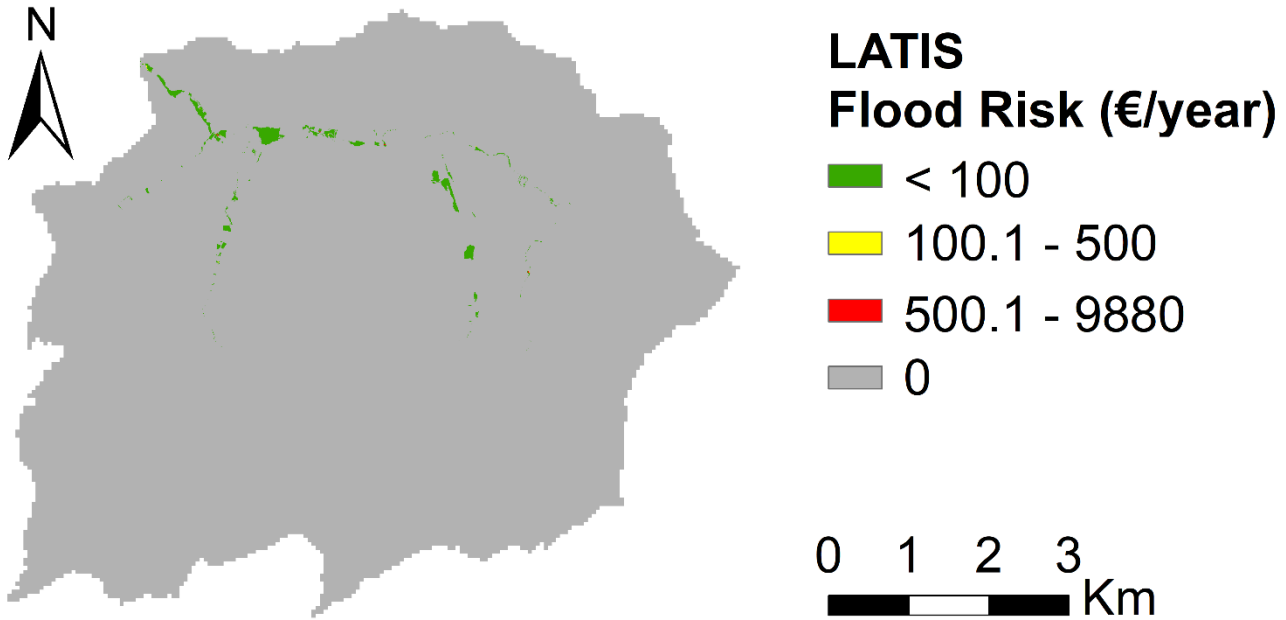 N
LATIS
Flood Risk (€/year)
< 100
100.1 - 500
500.1 - 9880
0
0 1 2 3
Km